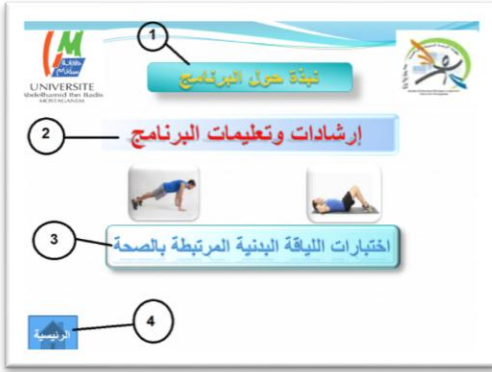 1
نبذة حول البرنامج
UNIVERSITE
Abdelhamid Ibn Badis
MOSTAGANEM
2
إرشادات وتعليمات البرنامج
3
اختبارات اللياقة البدنية المرتبطة بالصحة
4
الرئيسية